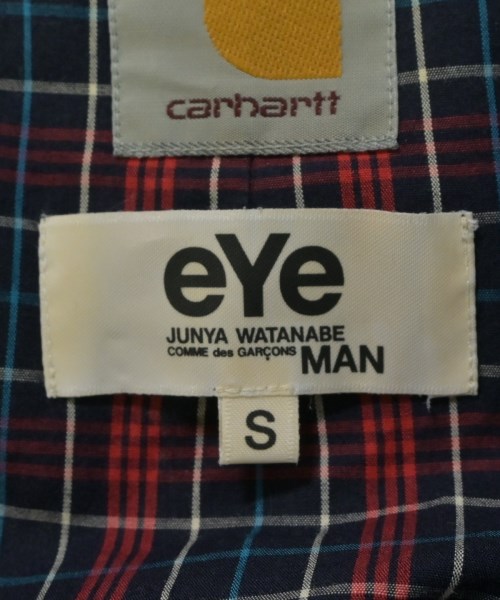 carhartt
eYe
JUNYA WATANABE
COMME des GARÇONS MAN
S